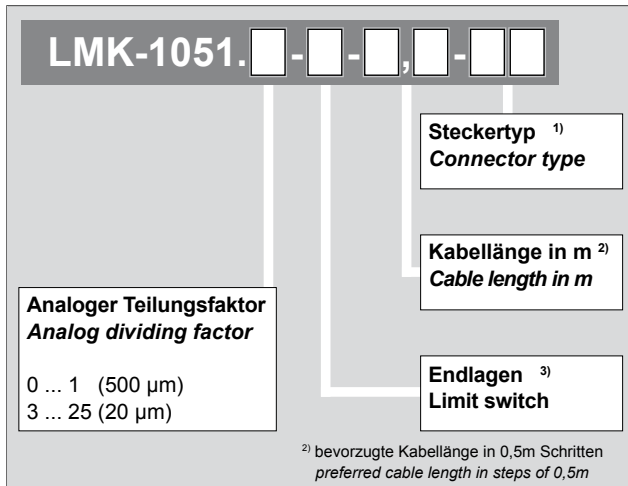 LMK-1051. - - , -
Steckertyp 1)
Connector type
Kabellänge in m 2)
Cable length in m
Analoger Teilungsfaktor
Analog dividing factor
0 ... 1 (500 µm)
3 ... 25 (20 µm)
Endlagen 3)
Limit switch
2) bevorzugte Kabellänge in 0,5m Schritten
preferred cable length in steps of 0,5m